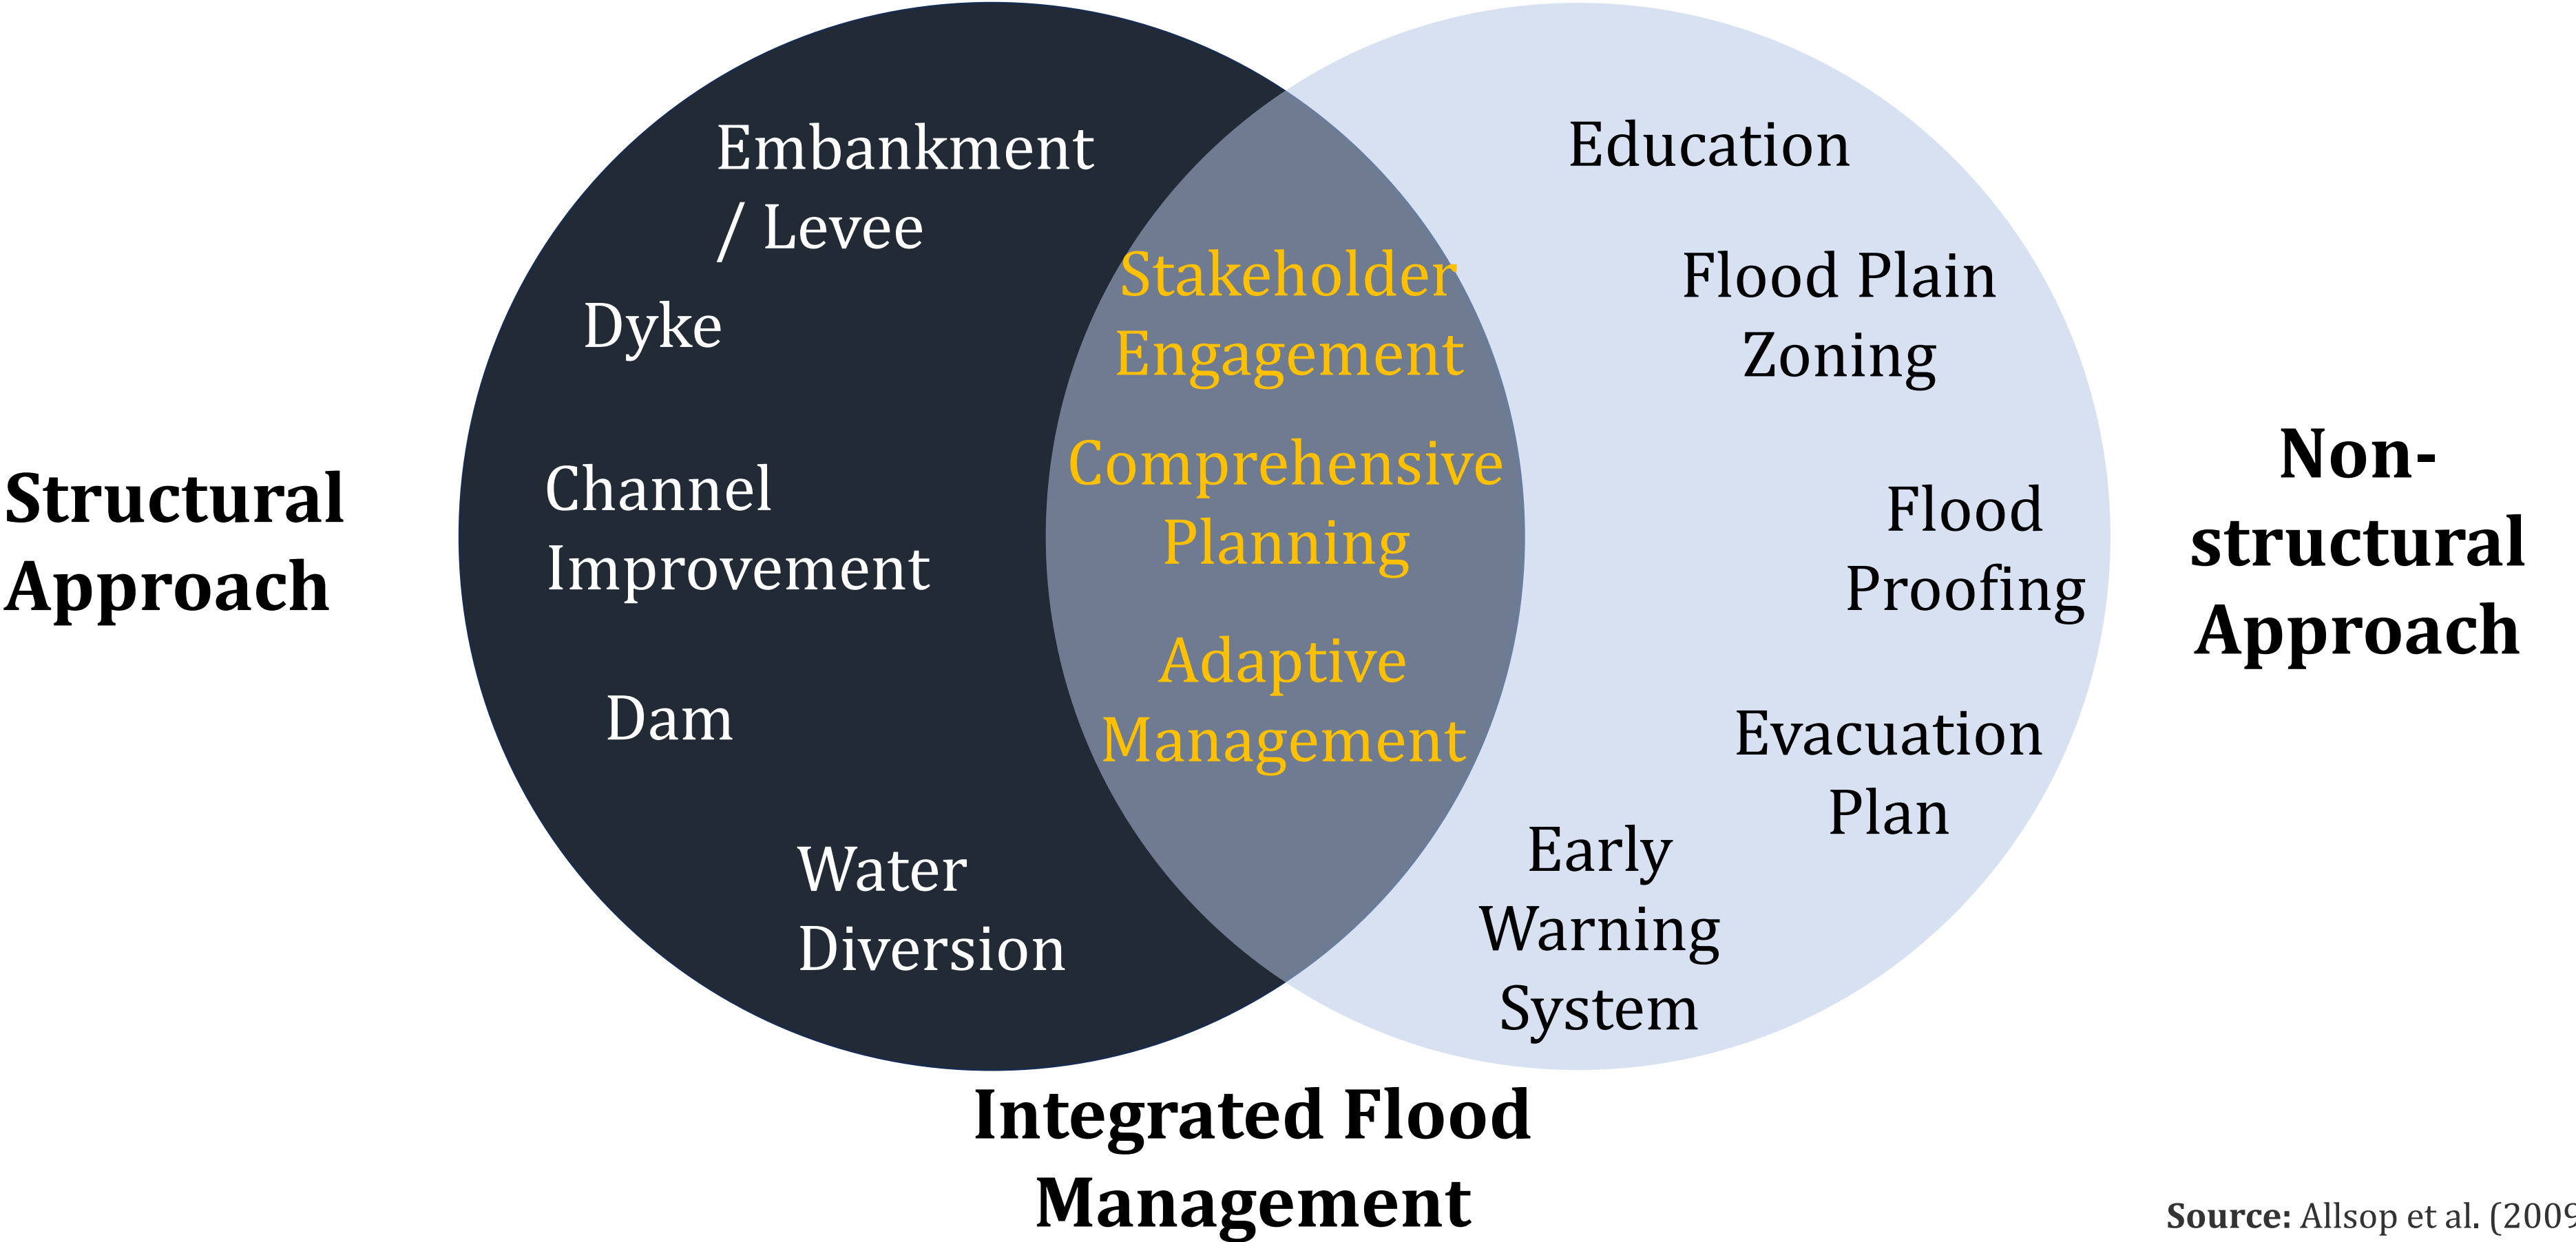 Structural
Approach
Embankment
/ Levee
Dyke
Channel
Improvement
Dam
Water
Diversion
Stakeholder
Engagement
Comprehensive
Planning
Adaptive
Management
Education
Flood Plain
Zoning
Flood
Proofing
Evacuation
Plan
Early
Warning
System
Non-
structural
Approach
Integrated Flood
Management
Source: Allsop et al. (2009